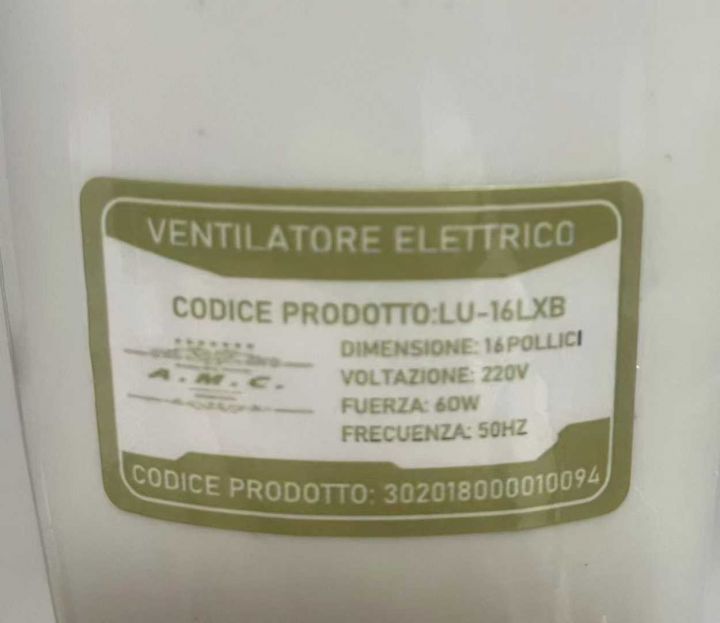 VENTILATORE ELETTRICO
CODICE PRODOTTO:LU-16LXB
A.M.C.
DIMENSIONE: 16POLLICI
VOLTAZIONE: 220V
FUERZA: 60W
FRECUENZA: 50HZ
CODICE PRODOTTO: 302018000010094